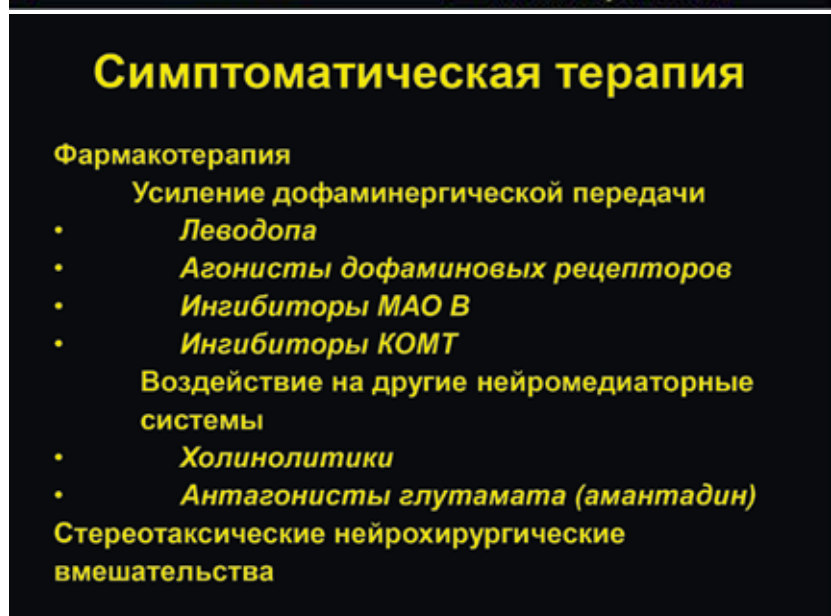 Симптоматическая терапия
Фармакотерапия
Усиление дофаминергической передачи
• Леводопа
• Агонисты дофаминовых рецепторов
• Ингибиторы МАО В
• Ингибиторы КОМТ
Воздействие на другие нейромедиаторные
системы
• Холинолитики
• Антагонисты глутамата (амантадин)
Стереотаксические нейрохирургические
вмешательства